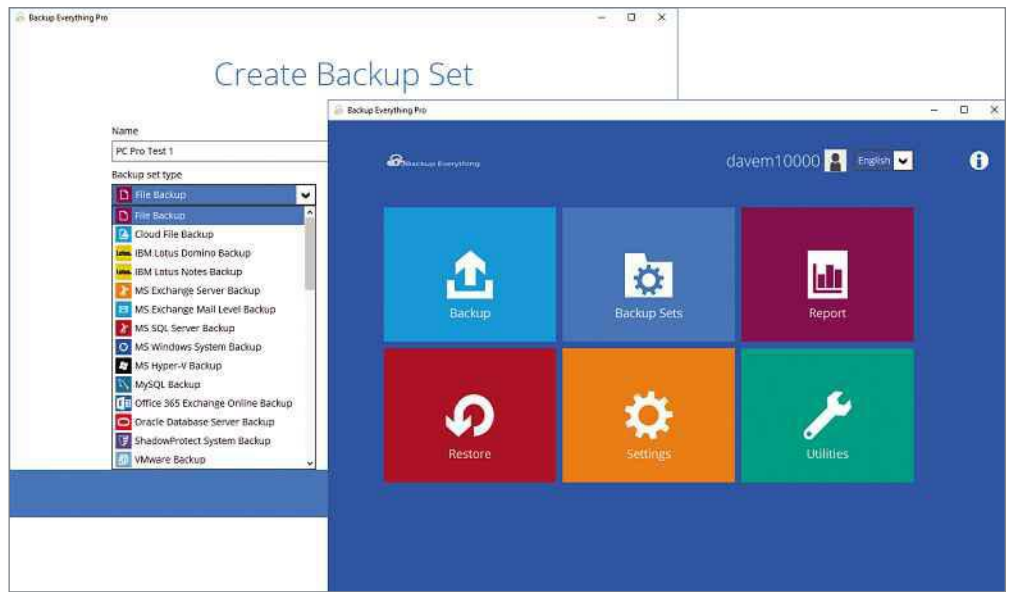 Backup Everything Pro
Create Backup Set
Name
PC Pro Test 1
Backup set type
File Backup
File Backup
Cloud File Backup
IBM Lotus Domino Backup
IBM Lotus Notes Backup
MS Exchange Server Backup
MS Exchange Mail Level Backup
MS SQL Server Backup
MS Windows System Backup
MS Hyper-V Backup
MySQL Backup
Office 365 Exchange Online Backup
Oracle Database Server Backup
ShadowProtect System Backup
VMware Backup
Backup Everything Pro
Backup Everything
davem10000
English
Backup
Backup Sets
Report
Restore
Settings
Utilities